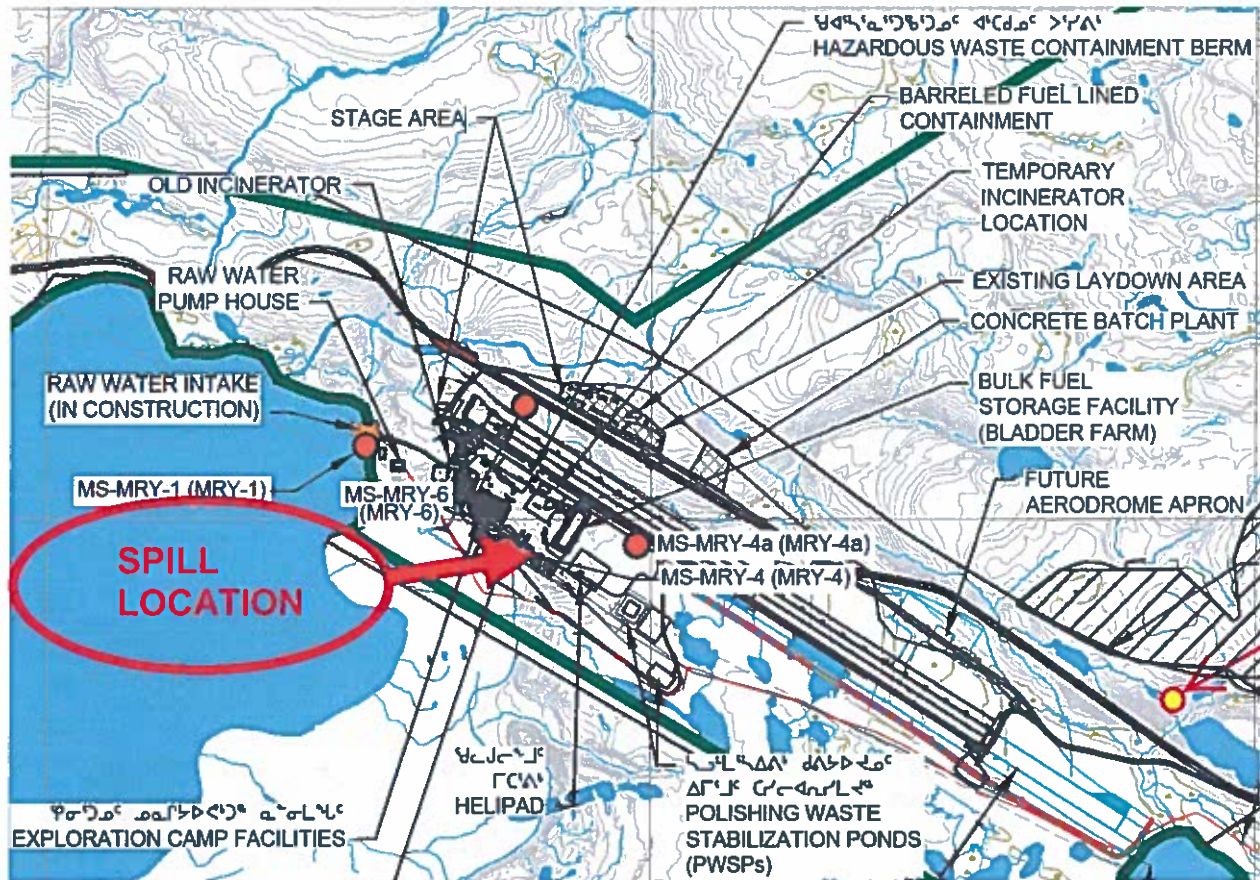 HAZARDOUS WASTE CONTAINMENT BERM
BARRELED FUEL LINED
CONTAINMENT
STAGE AREA
TEMPORARY
INCINERATOR
LOCATION
OLD INCINERATOR
RAW WATER
PUMP HOUSE
EXISTING LAYDOWN AREA
CONCRETE BATCH PLANT
RAW WATER INTAKE
(IN CONSTRUCTION)
BULK FUEL
STORAGE FACILITY
(BLADDER FARM)
MS-MRY-1 (MRY-1)
MS-MRY-6
(MRY-6)
FUTURE
AERODROME APRON
SPILL
LOCATION
MS-MRY-4a (MRY-4a)
MS-MRY-4 (MRY-4)
HELIPAD
EXPLORATION CAMP FACILITIES
POLISHING WASTE
STABILIZATION PONDS
(PWSPs)